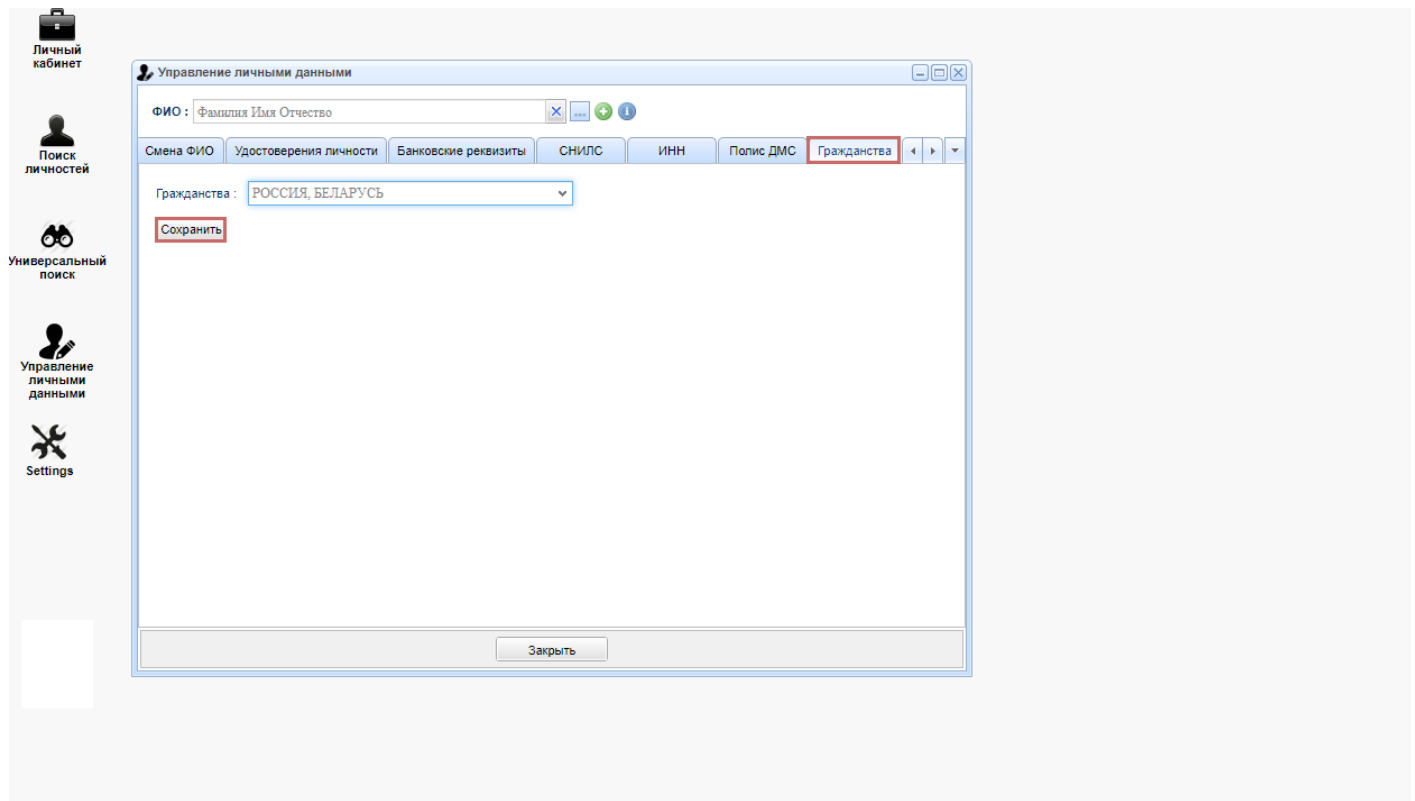 Личный
кабинет
Поиск
личностей
Универсальный
поиск
Управление
личными
данными
Settings
Управление личными данными
ФИО : Фамилия Имя Отчество ...
Смена ФИО Удостоверения личности Банковские реквизиты СНИЛС ИНН Полис ДМС Гражданства
Гражданства : РОССИЯ, БЕЛАРУСЬ
Сохранить
Закрыть